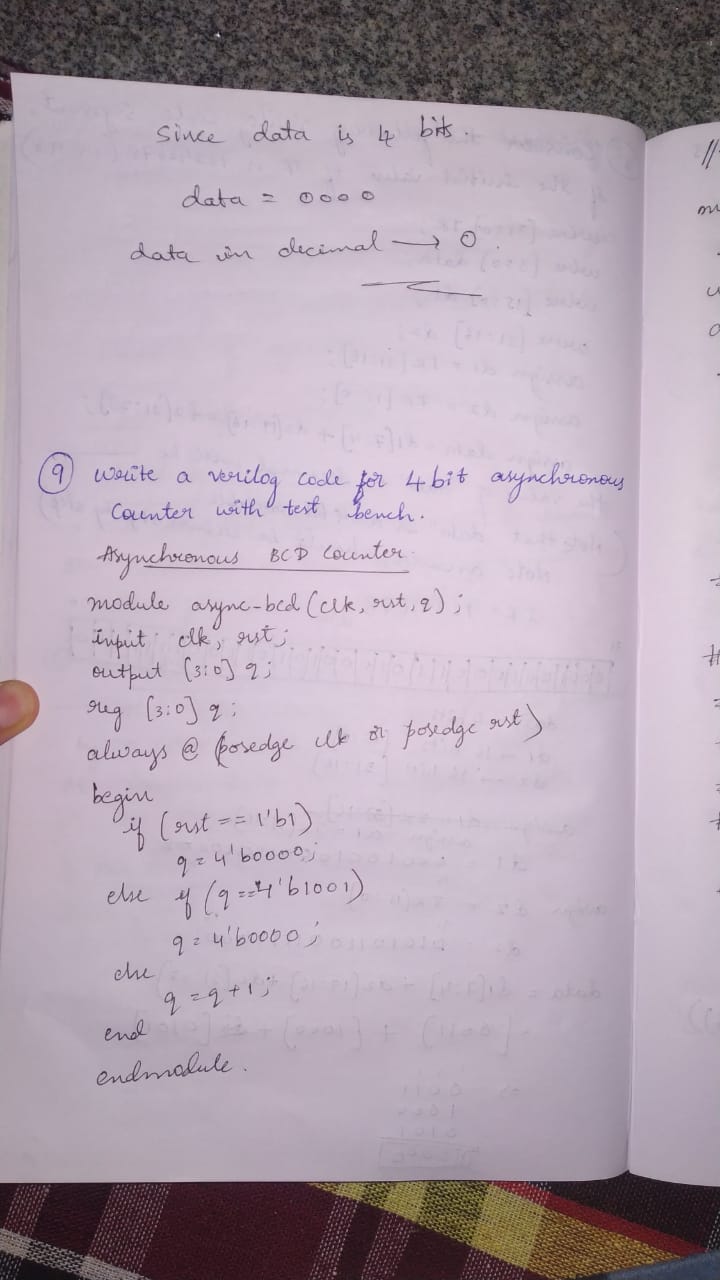 Since data is 4 bits.
data = 0000
data in decimal → 0.
9 Write a verilog code for 4 bit asynchronous
Counter with test bench.
Asynchronous BCD Counter.
module async-bcd (clk, rst, q) ;
input clk, rst;
output [3:0] q;
reg [3:0] q;
always @ (posedge clk or posedge rst)
begin
if (rst == 1'b1)
q = 4'b0000;
else if (q == 4'b1001)
q = 4'b0000;
else
q = q + 1;
end
endmodule.